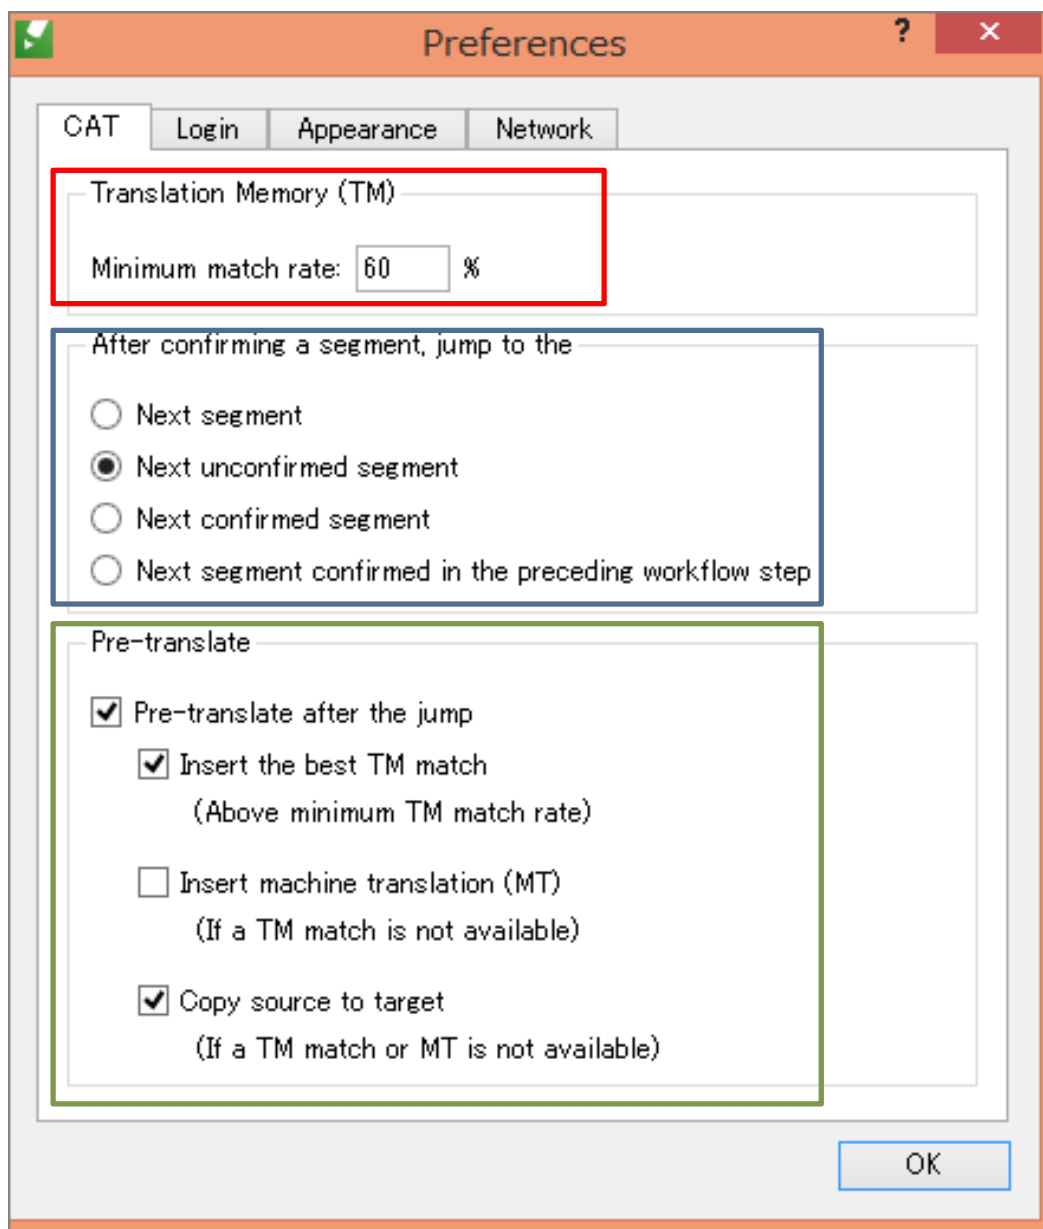 Preferences
?
×
CAT Login Appearance Network
Translation Memory (TM)
Minimum match rate: 60 %
After confirming a segment, jump to the
Next segment
Next unconfirmed segment
Next confirmed segment
Next segment confirmed in the preceding workflow step
Pre-translate
Pre-translate after the jump
Insert the best TM match
(Above minimum TM match rate)
Insert machine translation (MT)
(If a TM match is not available)
Copy source to target
(If a TM match or MT is not available)
OK